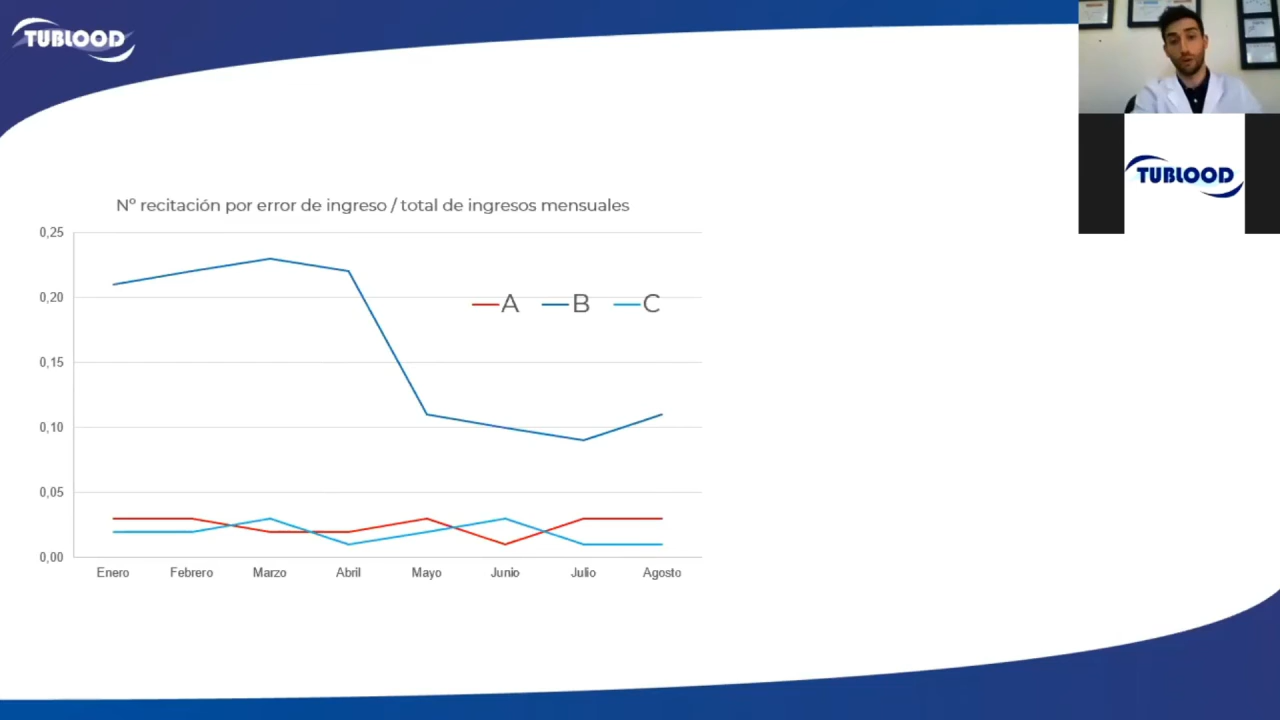 TUBLOOD
TUBLOOD
Nº recitación por error de ingreso / total de ingresos mensuales
0,25
0,20
0,15
0,10
0,05
0,00
A B C
Enero Febrero Marzo Abril Mayo Junio Julio Agosto